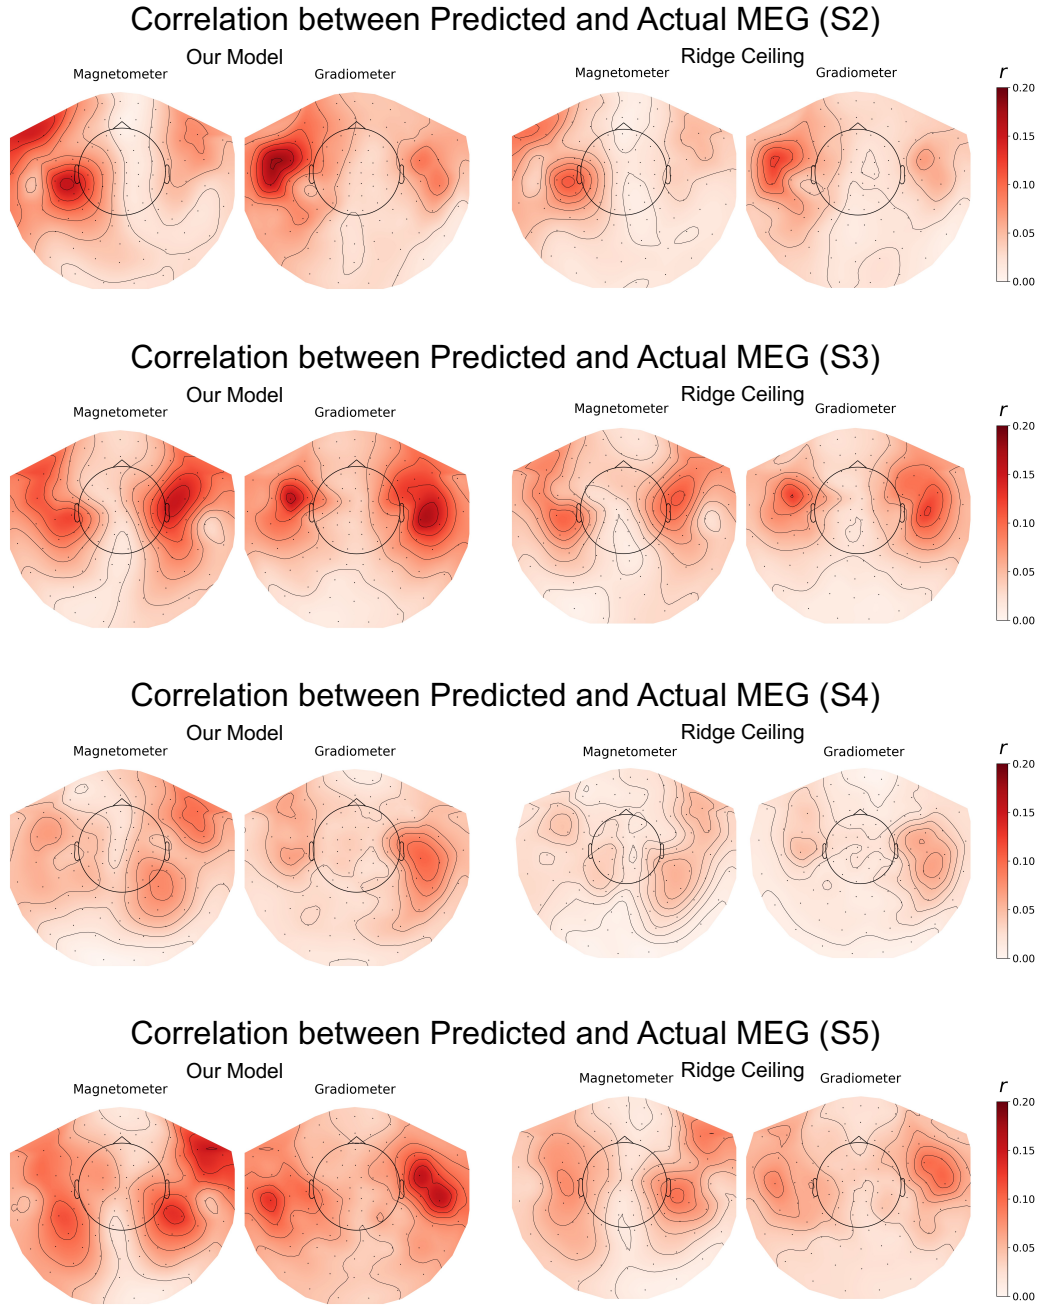 Correlation between Predicted and Actual MEG (S2)
Our Model
Ridge Ceiling
Magnetometer
Gradiometer
Magnetometer
Gradiometer
r
0.20
0.15
0.10
0.05
0.00
Correlation between Predicted and Actual MEG (S3)
Our Model
Ridge Ceiling
Magnetometer
Gradiometer
Magnetometer
Gradiometer
r
0.20
0.15
0.10
0.05
0.00
Correlation between Predicted and Actual MEG (S4)
Our Model
Ridge Ceiling
Magnetometer
Gradiometer
Magnetometer
Gradiometer
r
0.20
0.15
0.10
0.05
0.00
Correlation between Predicted and Actual MEG (S5)
Our Model
Ridge Ceiling
Magnetometer
Gradiometer
Magnetometer
Gradiometer
r
0.20
0.15
0.10
0.05
0.00